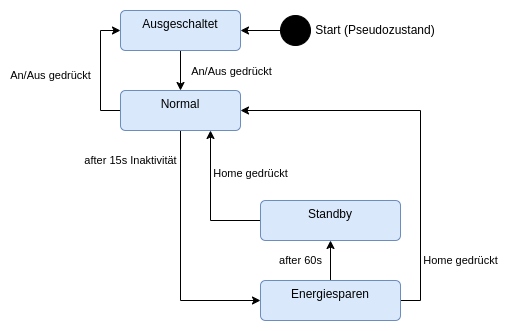 Ausgeschaltet
Start (Pseudozustand)
An/Aus gedrückt
An/Aus gedrückt
Normal
after 15s Inaktivität
Home gedrückt
Standby
after 60s
Home gedrückt
Energiesparen